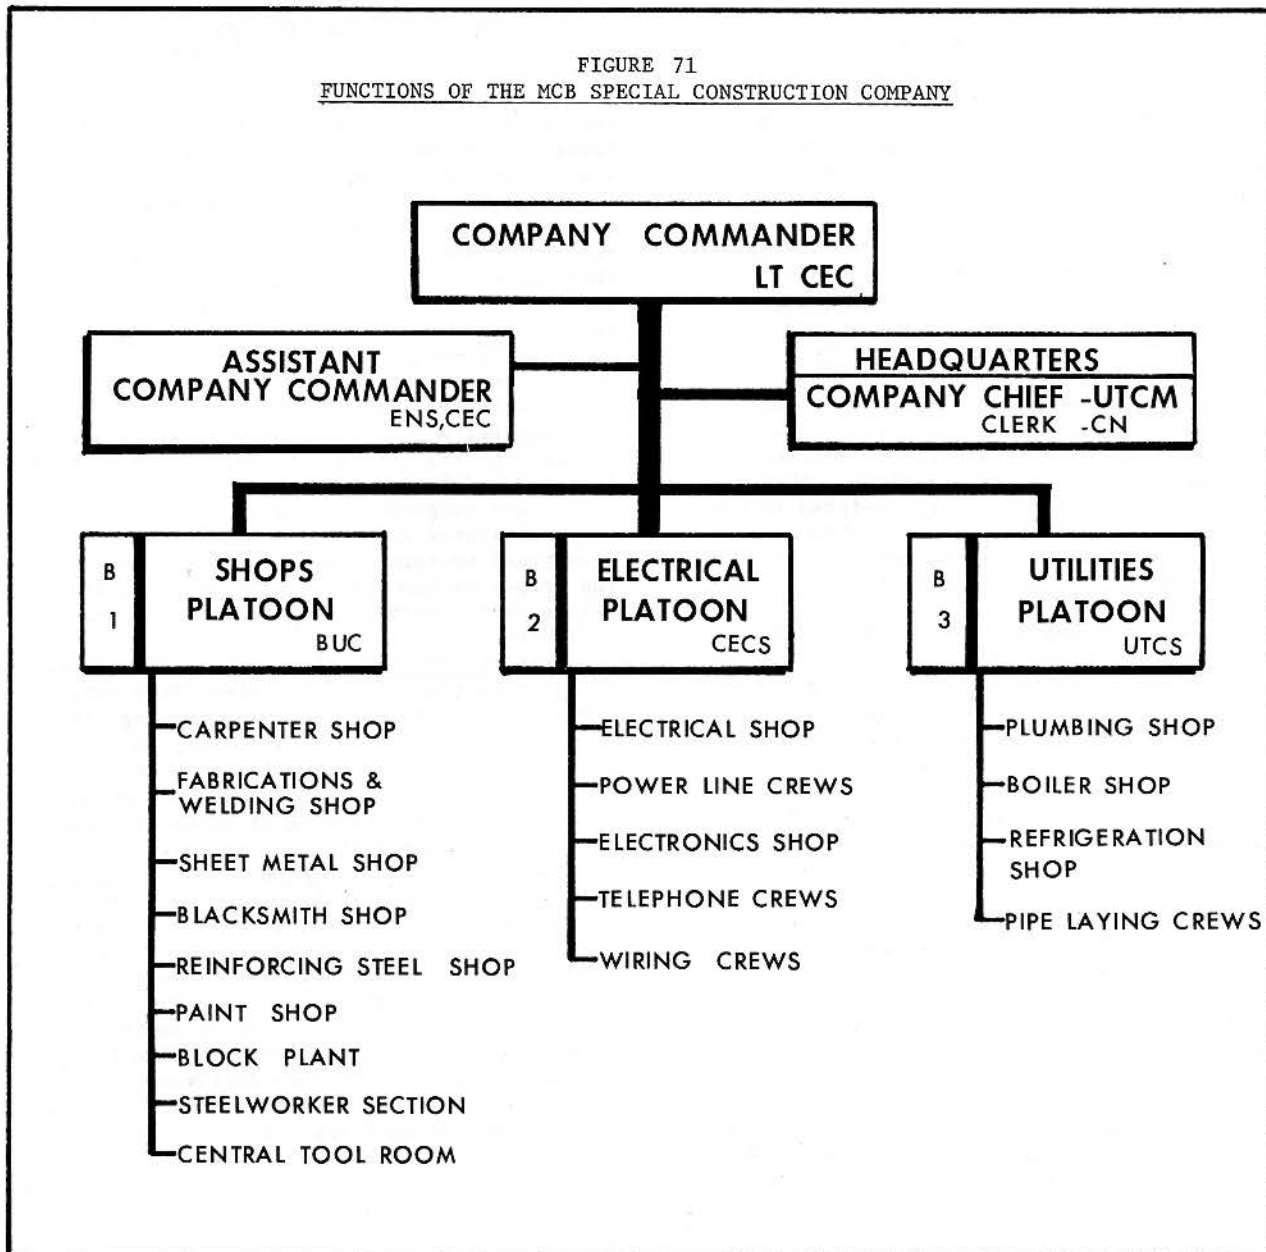 FIGURE 71
FUNCTIONS OF THE MCB SPECIAL CONSTRUCTION COMPANY
COMPANY COMMANDER
LT CEC
ASSISTANT
COMPANY COMMANDER
ENS,CEC
HEADQUARTERS
COMPANY CHIEF -UTCM
CLERK -CN
B
1
SHOPS
PLATOON
BUC
B
2
ELECTRICAL
PLATOON
CECS
B
3
UTILITIES
PLATOON
UTCS
CARPENTER SHOP
FABRICATIONS &
WELDING SHOP
SHEET METAL SHOP
BLACKSMITH SHOP
REINFORCING STEEL SHOP
PAINT SHOP
BLOCK PLANT
STEELWORKER SECTION
CENTRAL TOOL ROOM
ELECTRICAL SHOP
POWER LINE CREWS
ELECTRONICS SHOP
TELEPHONE CREWS
WIRING CREWS
PLUMBING SHOP
BOILER SHOP
REFRIGERATION
SHOP
PIPE LAYING CREWS